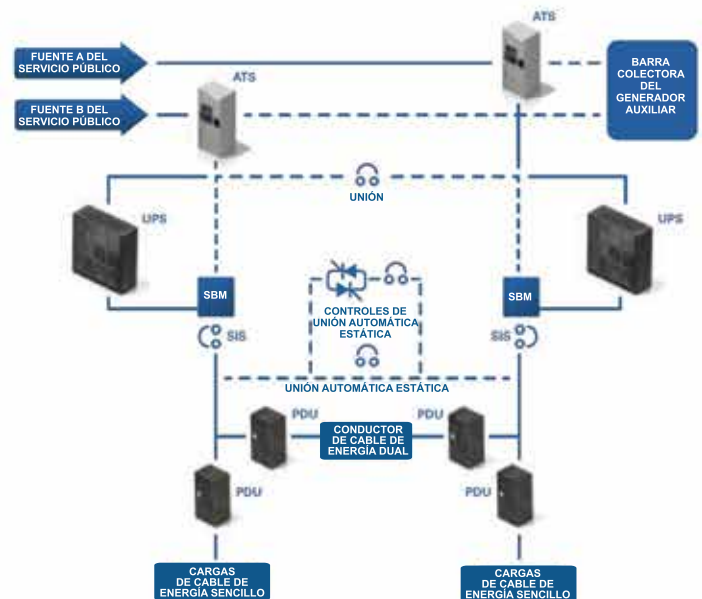 ATS
FUENTE A DEL
SERVICIO PÚBLICO
BARRA
COLECTORA
DEL
GENERADOR
AUXILIAR
ATS
FUENTE B DEL
SERVICIO PÚBLICO
UNIÓN
UPS
UPS
SBM
SBM
CONTROLES DE
UNIÓN AUTOMÁTICA
ESTÁTICA
SIS
SIS
UNIÓN AUTOMÁTICA ESTÁTICA
PDU
PDU
CONDUCTOR
DE CABLE DE
ENERGÍA DUAL
PDU
PDU
CARGAS
DE CABLE DE
ENERGÍA SENCILLO
CARGAS
DE CABLE DE
ENERGÍA SENCILLO